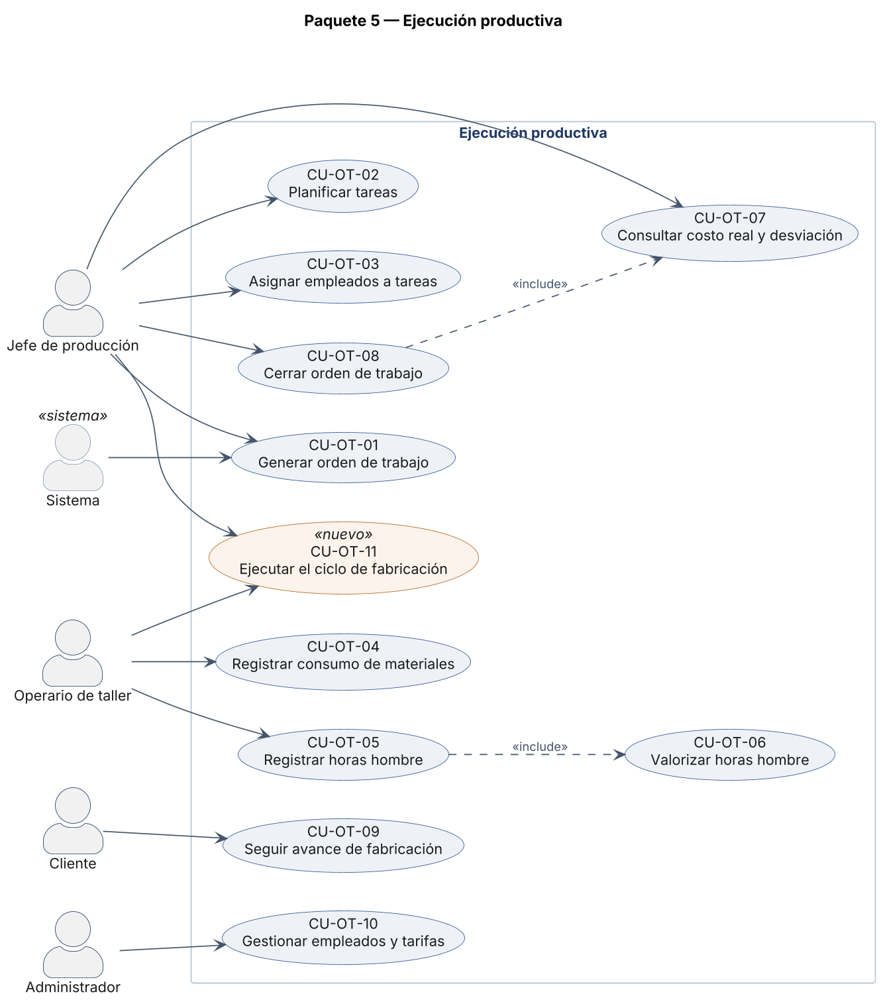 Paquete 5 — Ejecución productiva
Ejecución productiva
CU-OT-02
Planificar tareas
CU-OT-07
Consultar costo real y desviación
CU-OT-03
Asignar empleados a tareas
«include»
Jefe de producción
CU-OT-08
Cerrar orden de trabajo
«sistema»
Sistema
CU-OT-01
Generar orden de trabajo
«nuevo»
CU-OT-11
Ejecutar el ciclo de fabricación
Operario de taller
CU-OT-04
Registrar consumo de materiales
CU-OT-05
Registrar horas hombre
«include»
CU-OT-06
Valorizar horas hombre
Cliente
CU-OT-09
Seguir avance de fabricación
CU-OT-10
Gestionar empleados y tarifas
Administrador